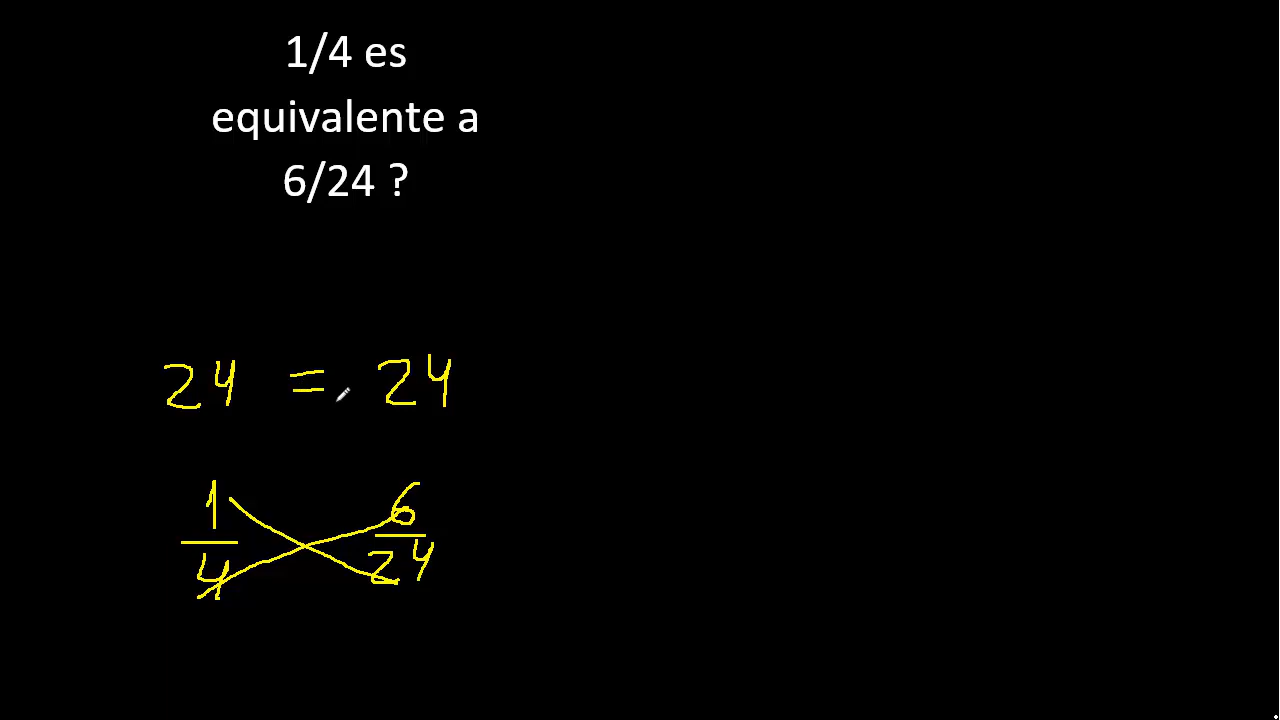 1/4 es
equivalente a
6/24 ?
24 = 24
1 6
4 24